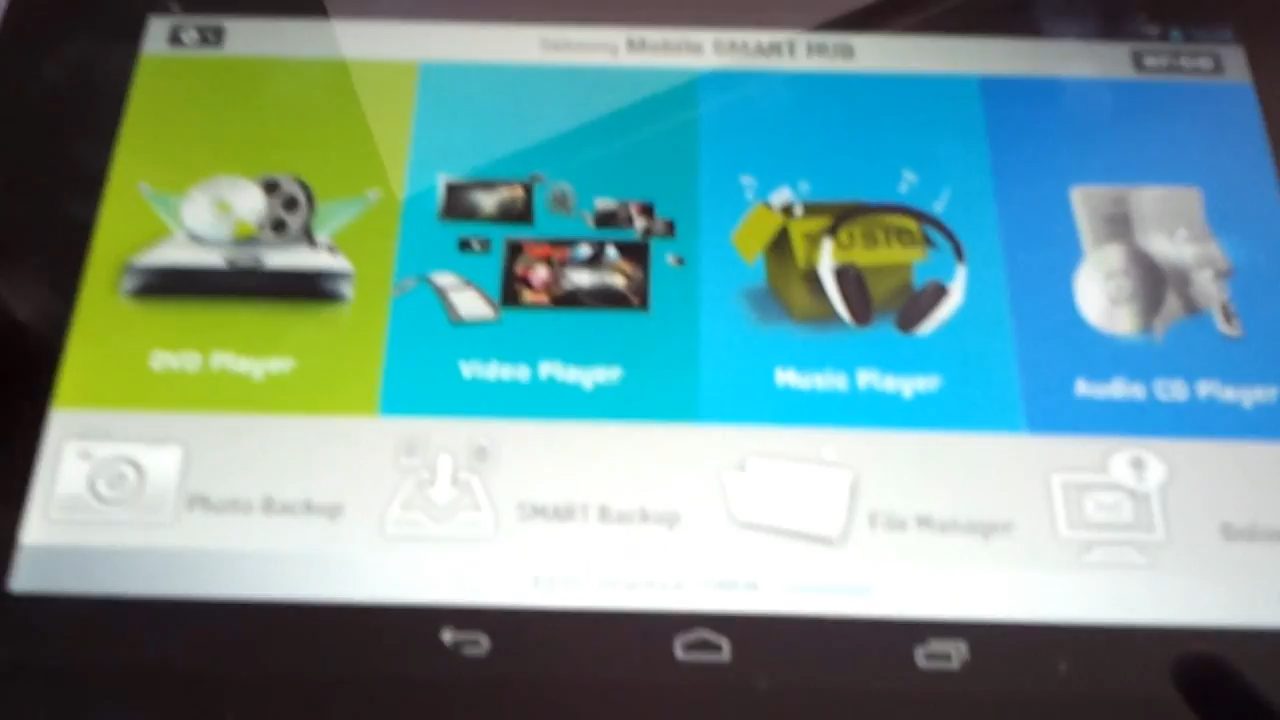 Samsung Mobile SMART HUB
MUSIC
DVD Player
Video Player
Music Player
Audio CD Player
Photo Backup
SMART Backup
File Manager